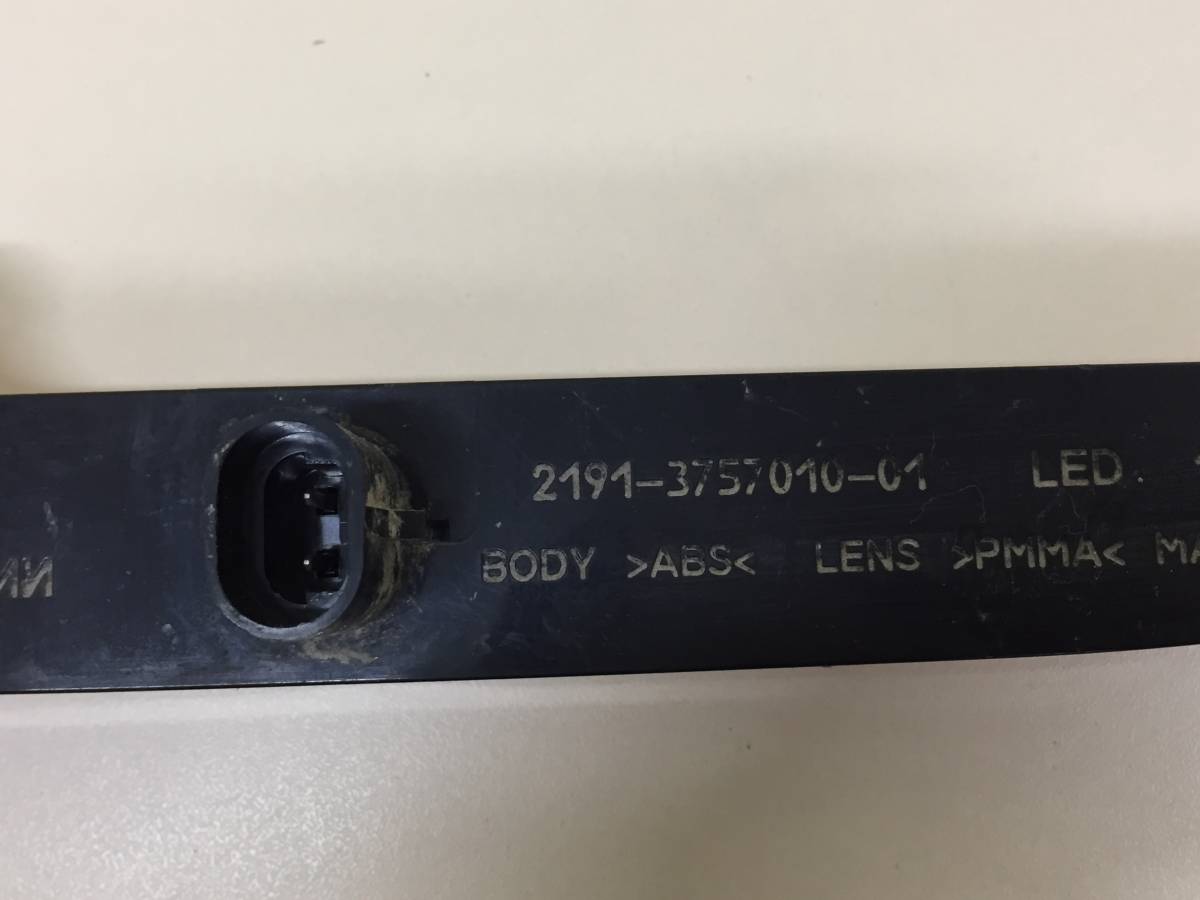 2191-3757010-01 LED
BODY >ABS< LENS >PMMA<